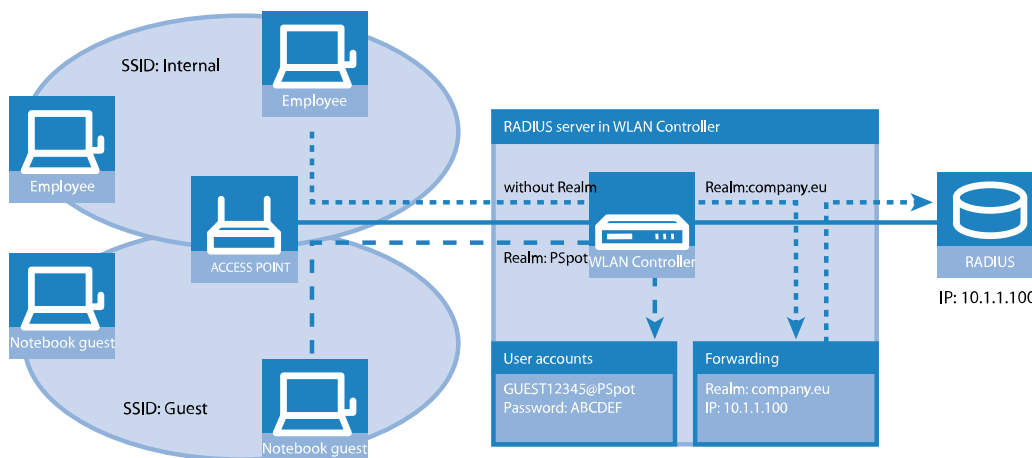 SSID: Internal
Employee
Employee
RADIUS server in WLAN Controller
without Realm
Realm:company.eu
ACCESS POINT
Realm: PSpot
WLAN Controller
RADIUS
IP: 10.1.1.100
Notebook guest
SSID: Guest
Notebook guest
User accounts
GUEST12345@PSpot
Password: ABCDEF
Forwarding
Realm: company.eu
IP: 10.1.1.100